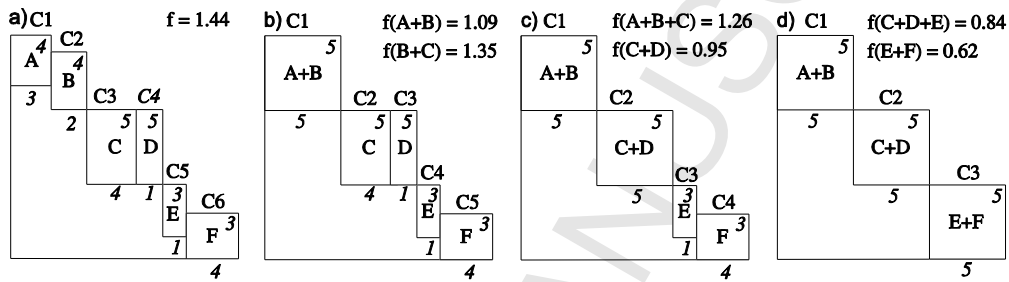 a) C1 f = 1.44
4 C2
A 4
B
3 C3 C4
2 5 5
C D
C5
4 1 3 C6
E 3
F
1
4
b) C1 f(A+B) = 1.09
5 f(B+C) = 1.35
A+B
C2 C3
5 5 5
C D
C4
4 1 3 C5
E 3
F
1
4
c) C1 f(A+B+C) = 1.26
5 f(C+D) = 0.95
A+B
C2
5 5
C+D
C3
5 3 C4
E 3
F
1
4
d) C1 f(C+D+E) = 0.84
5 f(E+F) = 0.62
A+B
C2
5 5
C+D
C3
5 5
E+F
5